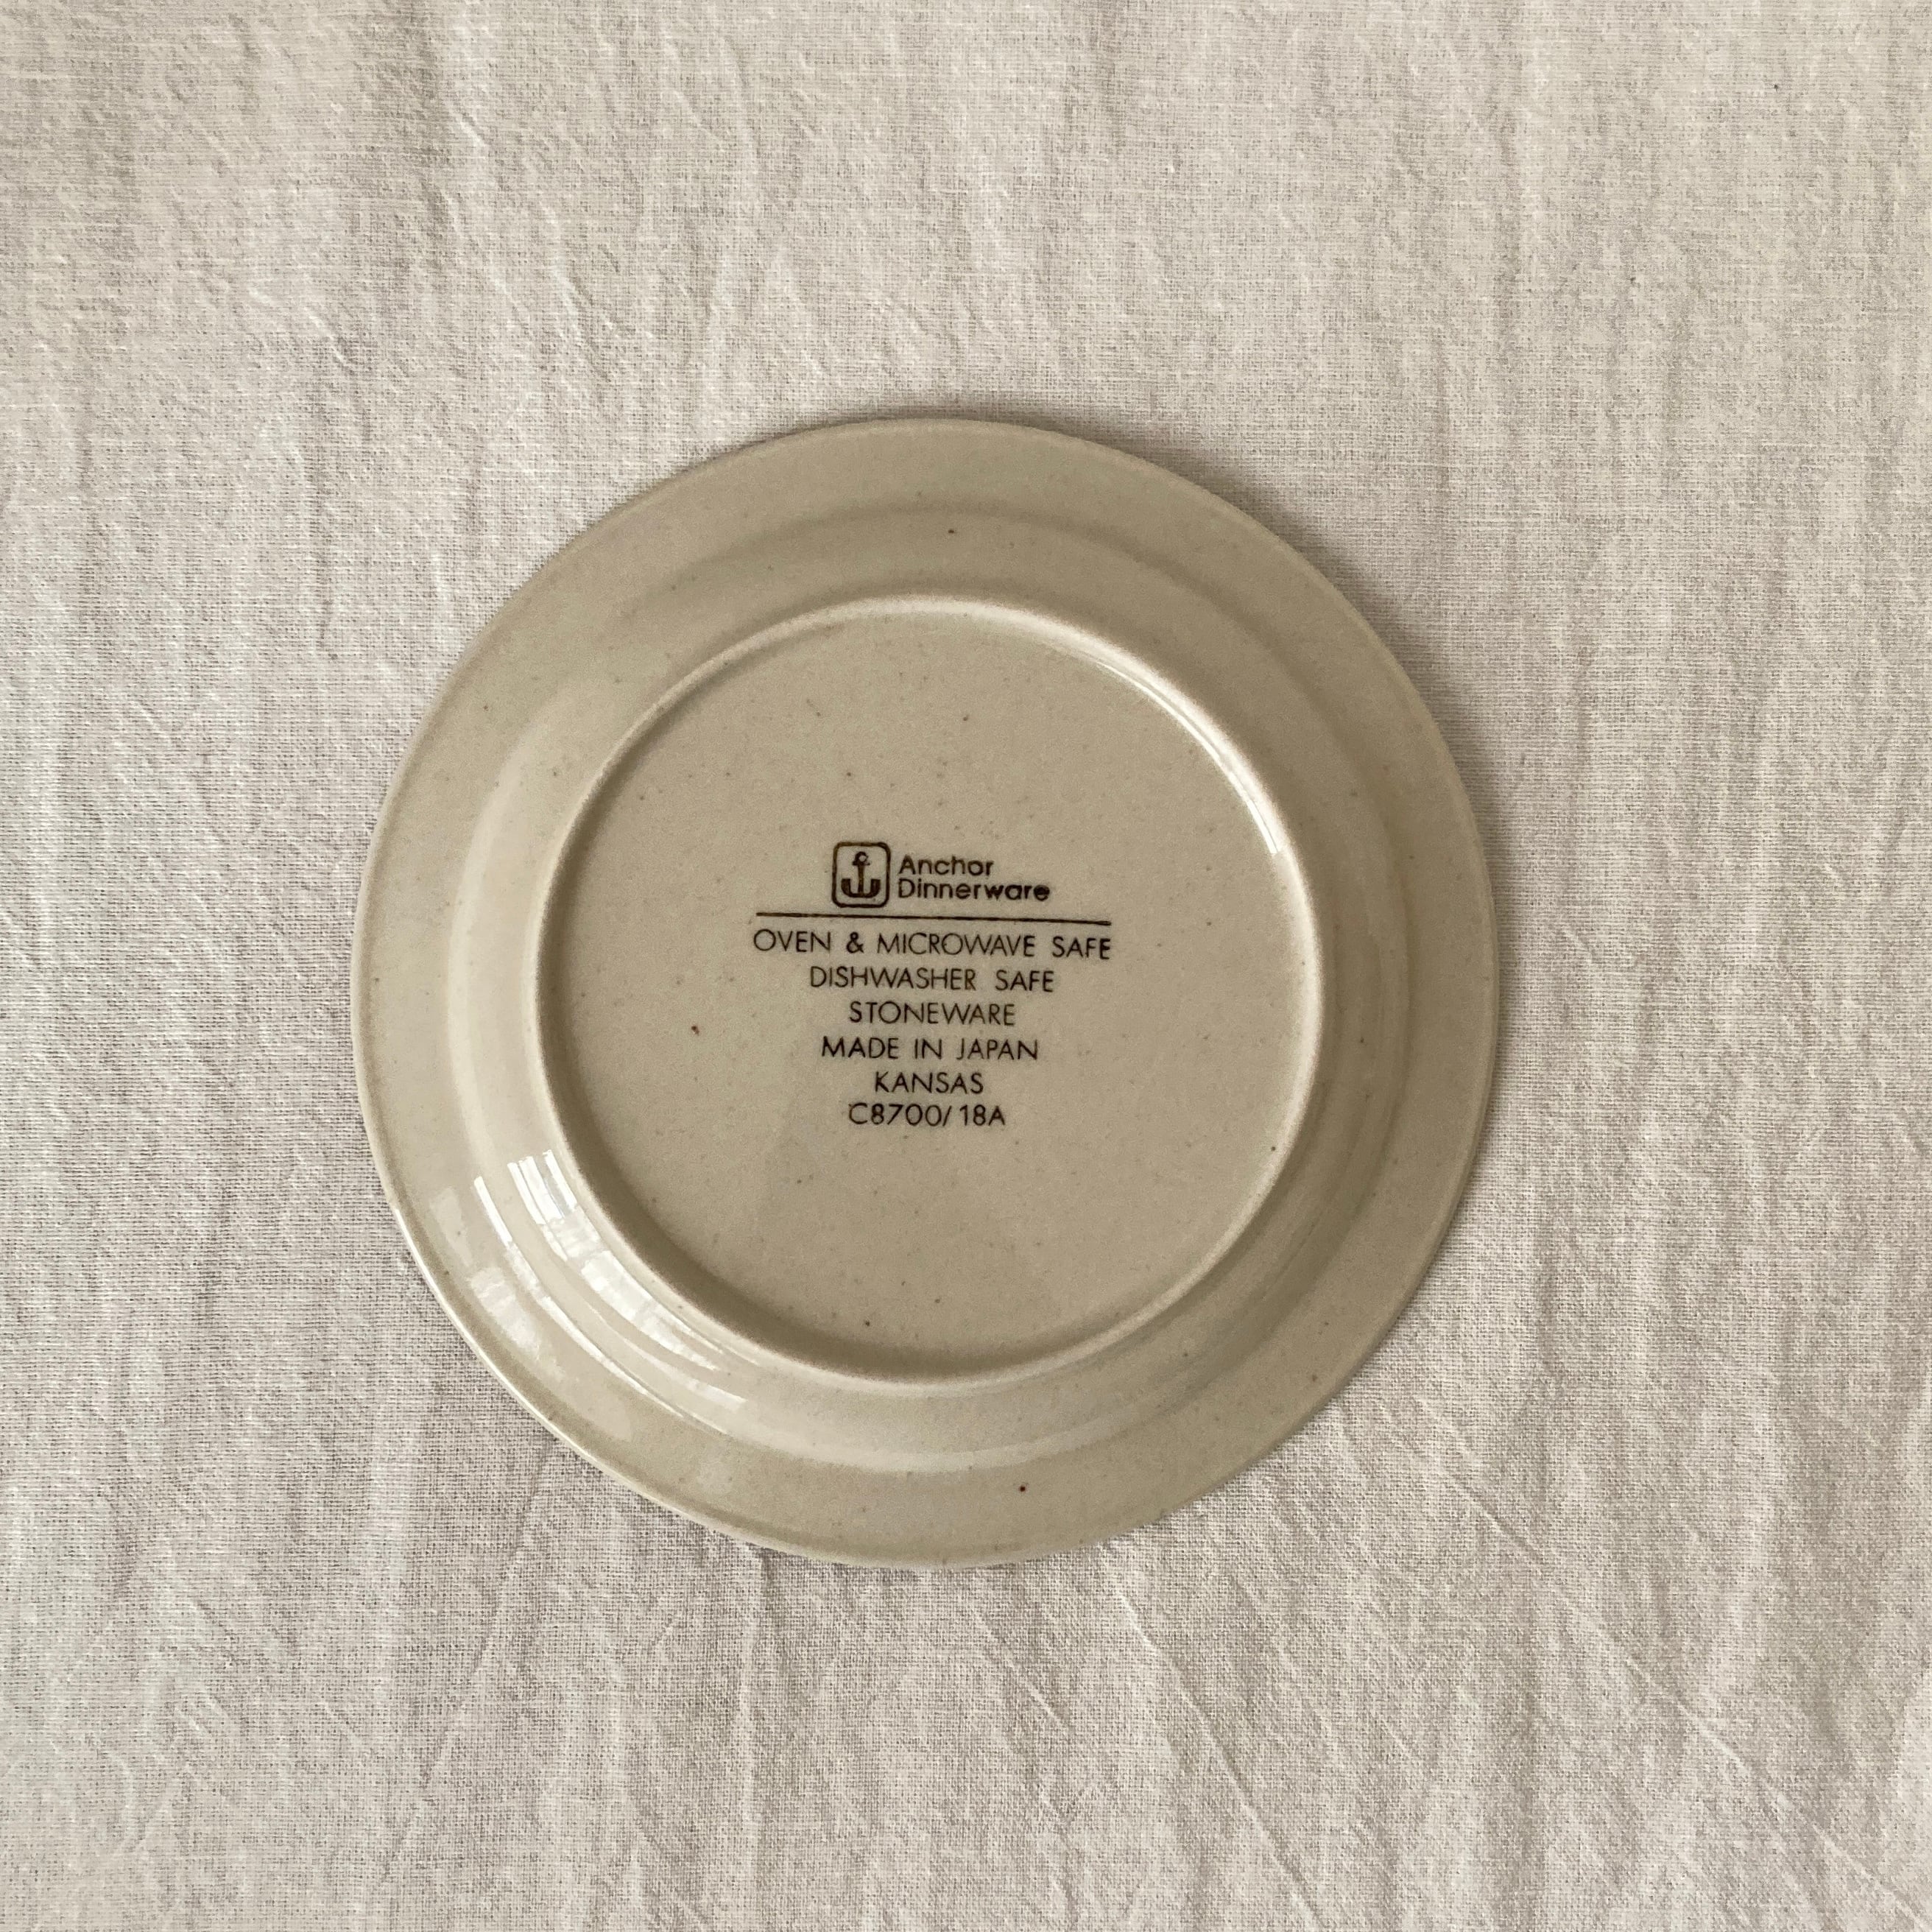 Anchor
Dinnerware
OVEN & MICROWAVE SAFE
DISHWASHER SAFE
STONEWARE
MADE IN JAPAN
KANSAS
C8700/18A